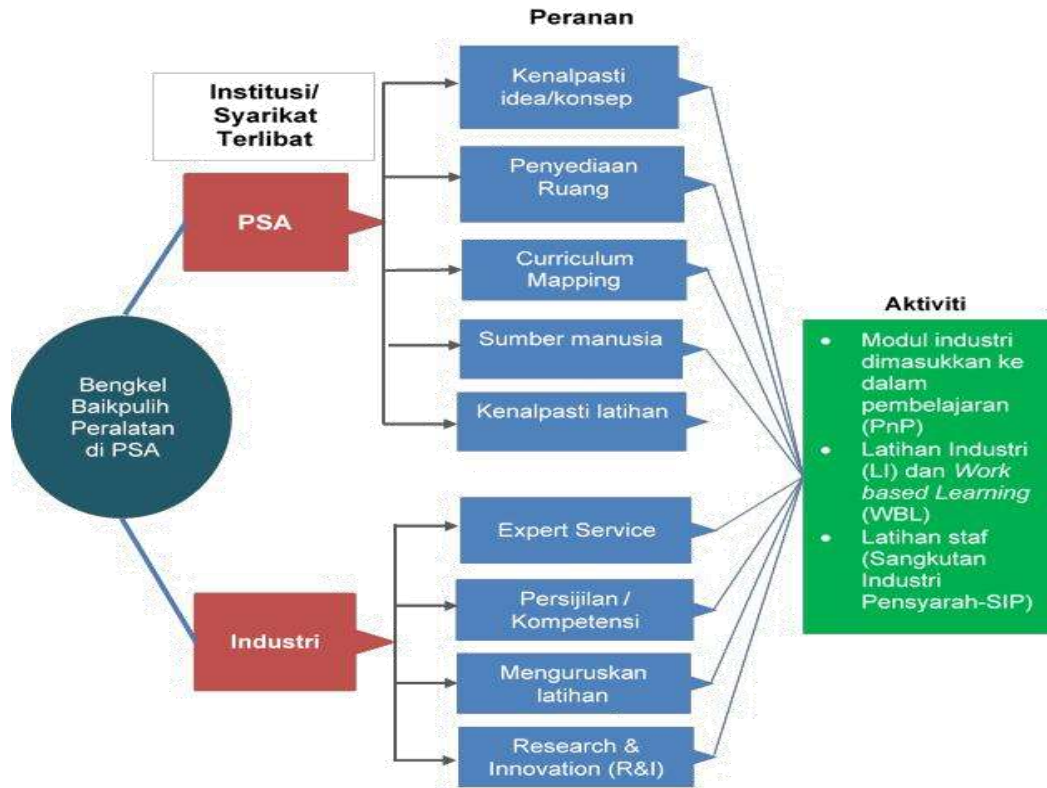 Peranan
Institusi/
Syarikat
Terlibat
PSA
Bengkel
Baikpulih
Peralatan
di PSA
Industri
Kenalpasti
idea/konsep
Penyediaan
Ruang
Curriculum
Mapping
Sumber manusia
Kenalpasti latihan
Expert Service
Persijilan /
Kompetensi
Menguruskan
latihan
Research &
Innovation (R&I)
Aktiviti
• Modul industri
dimasukkan ke
dalam
pembelajaran
(PnP)
• Latihan Industri
(LI) dan Work
based Learning
(WBL)
• Latihan staf
(Sangkutan
Industri
Pensyarah-SIP)